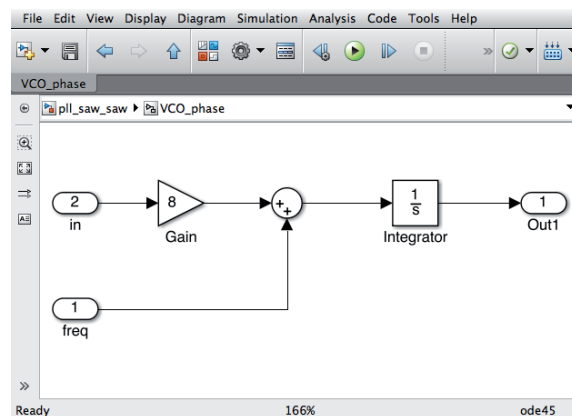 File Edit View Display Diagram Simulation Analysis Code Tools Help
»
VCO_phase
pll_saw_saw VCO_phase
2
in
8
Gain
+
+
1
s
Integrator
1
Out1
1
freq
»
Ready 166% ode45